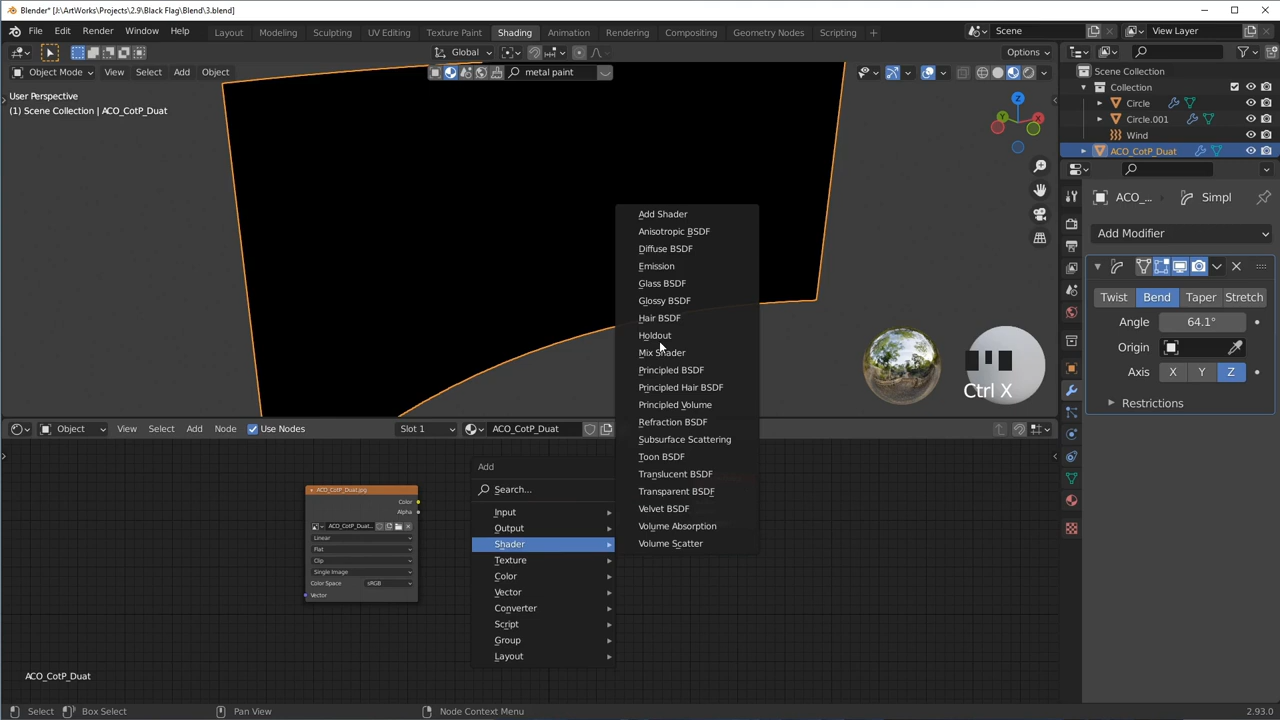 Blender* [J:\ArtWorks\Projects\2.9\Black Flag\Blend\3.blend]
File Edit Render Window Help Layout Modeling Sculpting UV Editing Texture Paint Shading Animation Rendering Compositing Geometry Nodes Scripting + Scene View Layer
Global Options
Object Mode View Select Add Object metal paint
User Perspective
(1) Scene Collection | ACO_CotP_Duat
Z
Y
X
Scene Collection
Collection
Circle
Circle.001
Wind
ACO_CotP_Duat
ACO_... Simpl
Add Modifier
Twist Bend Taper Stretch
Angle 64.1°
Origin
Axis X Y Z
Restrictions
Ctrl X
Add Shader
Anisotropic BSDF
Diffuse BSDF
Emission
Glass BSDF
Glossy BSDF
Hair BSDF
Holdout
Mix Shader
Principled BSDF
Principled Hair BSDF
Principled Volume
Refraction BSDF
Subsurface Scattering
Toon BSDF
Translucent BSDF
Transparent BSDF
Velvet BSDF
Volume Absorption
Volume Scatter
Object View Select Add Node Use Nodes Slot 1 ACO_CotP_Duat
Add
Search...
Input
Output
Shader
Texture
Color
Vector
Converter
Script
Group
Layout
ACO_CotP_Duat.jpg
Color
Alpha
ACO_CotP_Duat...
Linear
Flat
Clip
Single Image
Color Space sRGB
Vector
ACO_CotP_Duat
Select Box Select Pan View Node Context Menu 2.93.0